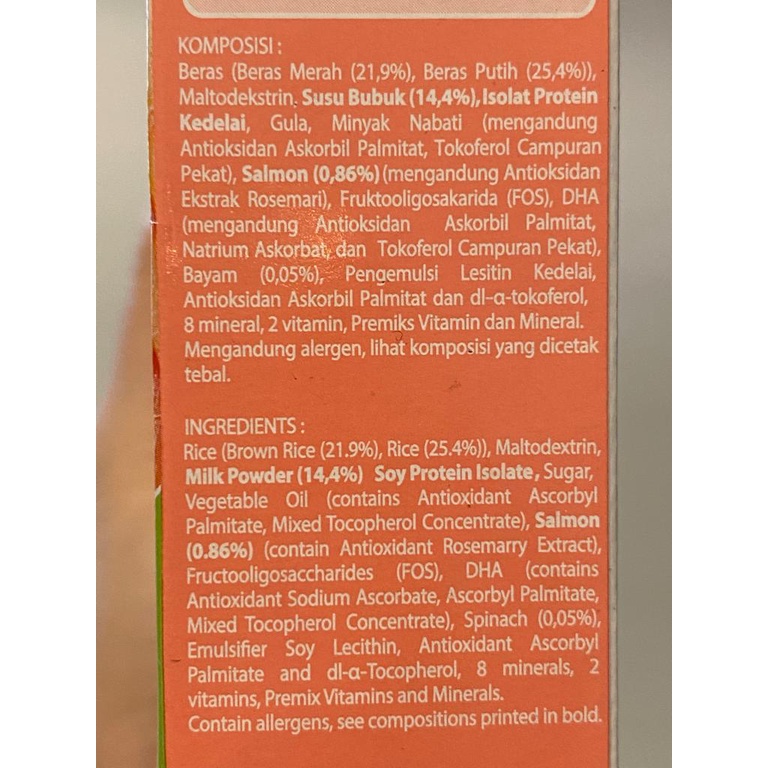 KOMPOSISI :
Beras (Beras Merah (21,9%), Beras Putih (25,4%)),
Maltodekstrin, Susu Bubuk (14,4%), Isolat Protein
Kedelai, Gula, Minyak Nabati (mengandung
Antioksidan Askorbil Palmitat, Tokoferol Campuran
Pekat), Salmon (0,86%) (mengandung Antioksidan
Ekstrak Rosemari), Fruktooligosakarida (FOS), DHA
(mengandung Antioksidan Askorbil Palmitat,
Natrium Askorbat, dan Tokoferol Campuran Pekat),
Bayam (0,05%), Pengemulsi Lesitin Kedelai,
Antioksidan Askorbil Palmitat dan dl-α-tokoferol,
8 mineral, 2 vitamin, Premiks Vitamin dan Mineral.
Mengandung alergen, lihat komposisi yang dicetak
tebal.
INGREDIENTS :
Rice (Brown Rice (21.9%), Rice (25.4%)), Maltodextrin,
Milk Powder (14,4%) Soy Protein Isolate, Sugar,
Vegetable Oil (contains Antioxidant Ascorbyl
Palmitate, Mixed Tocopherol Concentrate), Salmon
(0.86%) (contain Antioxidant Rosemarry Extract),
Fructooligosaccharides (FOS), DHA (contains
Antioxidant Sodium Ascorbate, Ascorbyl Palmitate,
Mixed Tocopherol Concentrate), Spinach (0,05%),
Emulsifier Soy Lecithin, Antioxidant Ascorbyl
Palmitate and dl-α-Tocopherol, 8 minerals, 2
vitamins, Premix Vitamins and Minerals.
Contain allergens, see compositions printed in bold.